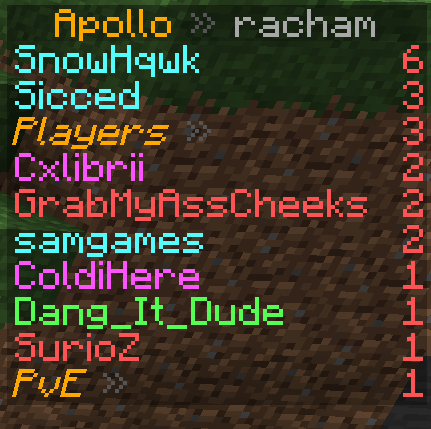 Apollo » racham
SnowHqwk 6
Sicced 3
Players » 3
Cxlibrii 2
GrabMyAssCheeks 2
samgames 2
ColdiHere 1
Dang_It_Dude 1
SurioZ 1
PvE » 1